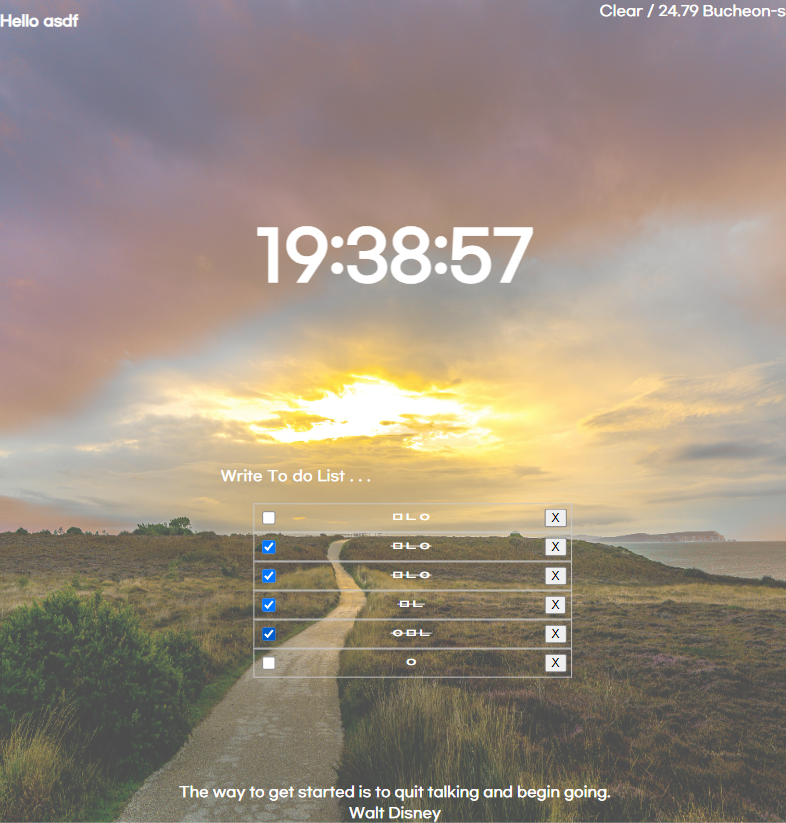 Hello asdf
Clear / 24.79 Bucheon-s
19:38:57
Write To do List . . .
ㅁㄴㅇ X
ㅁㄴㅇ X
ㅁㄴㅇ X
ㅁㄴ X
ㅇㅁㄴ X
ㅇ X
The way to get started is to quit talking and begin going.
Walt Disney